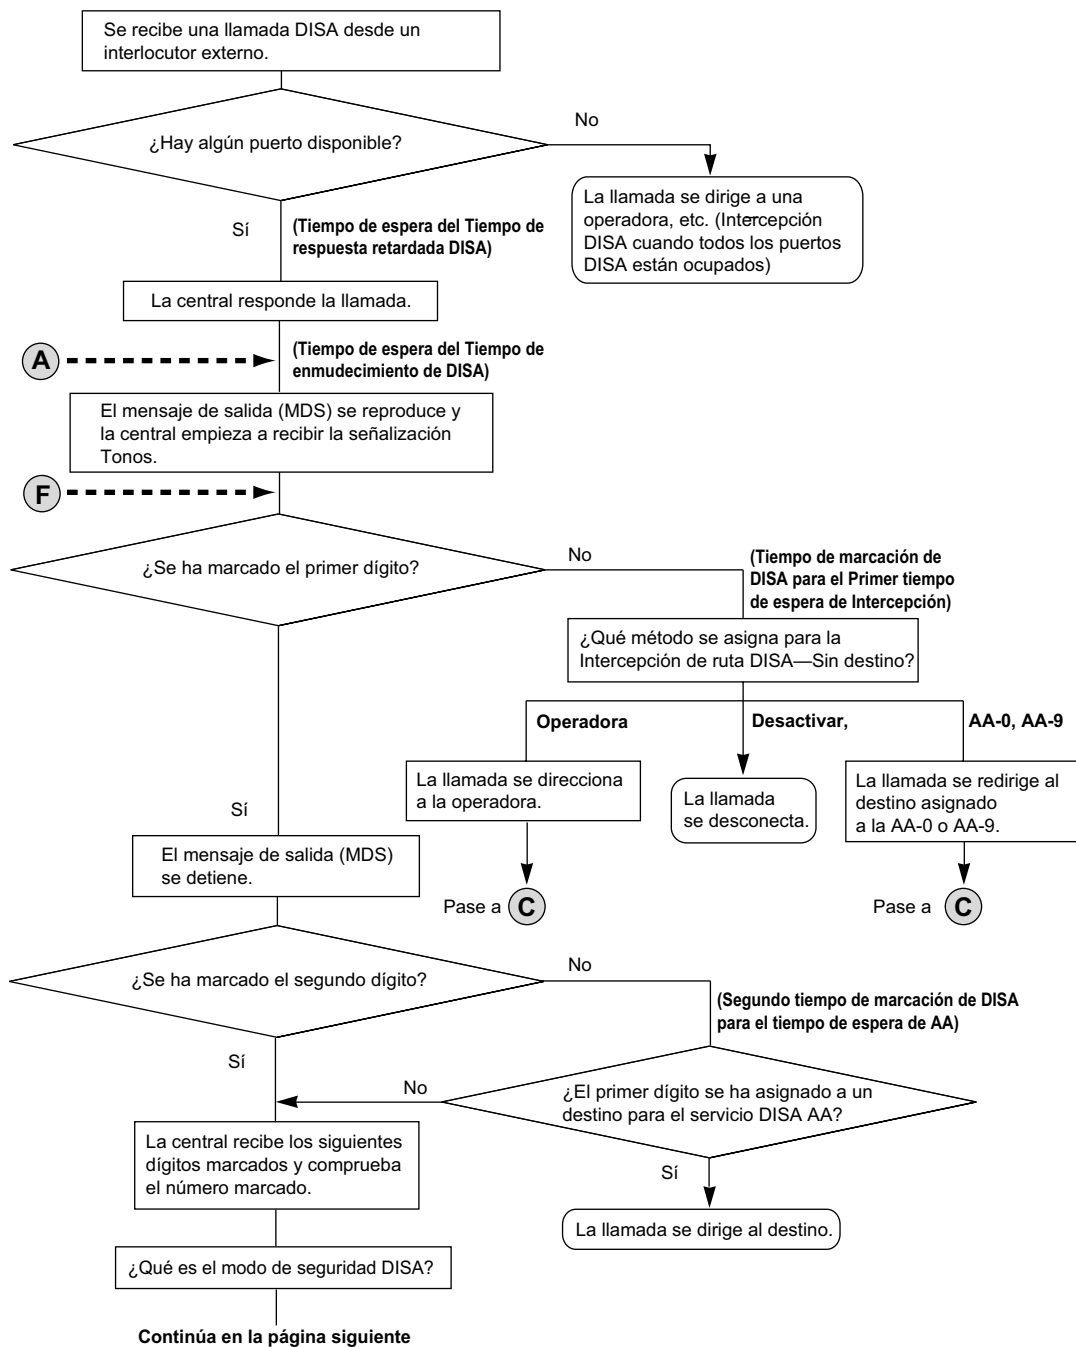 Se recibe una llamada DISA desde un
interlocutor externo.
¿Hay algún puerto disponible?
No
La llamada se dirige a una
operadora, etc. (Intercepción
DISA cuando todos los puertos
DISA están ocupados)
Sí
(Tiempo de espera del Tiempo de
respuesta retardada DISA)
La central responde la llamada.
A
(Tiempo de espera del Tiempo de
enmudecimiento de DISA)
El mensaje de salida (MDS) se reproduce y
la central empieza a recibir la señalización
Tonos.
F
¿Se ha marcado el primer dígito?
No
(Tiempo de marcación de
DISA para el Primer tiempo
de espera de Intercepción)
¿Qué método se asigna para la
Intercepción de ruta DISA—Sin destino?
Operadora
Desactivar,
AA-0, AA-9
La llamada se direcciona
a la operadora.
La llamada
se desconecta.
La llamada se redirige al
destino asignado
a la AA-0 o AA-9.
Sí
El mensaje de salida (MDS)
se detiene.
Pase a C
Pase a C
¿Se ha marcado el segundo dígito?
No
(Segundo tiempo de marcación de DISA
para el tiempo de espera de AA)
Sí
No
¿El primer dígito se ha asignado a un
destino para el servicio DISA AA?
La central recibe los siguientes
dígitos marcados y comprueba
el número marcado.
Sí
La llamada se dirige al destino.
¿Qué es el modo de seguridad DISA?
Continúa en la página siguiente